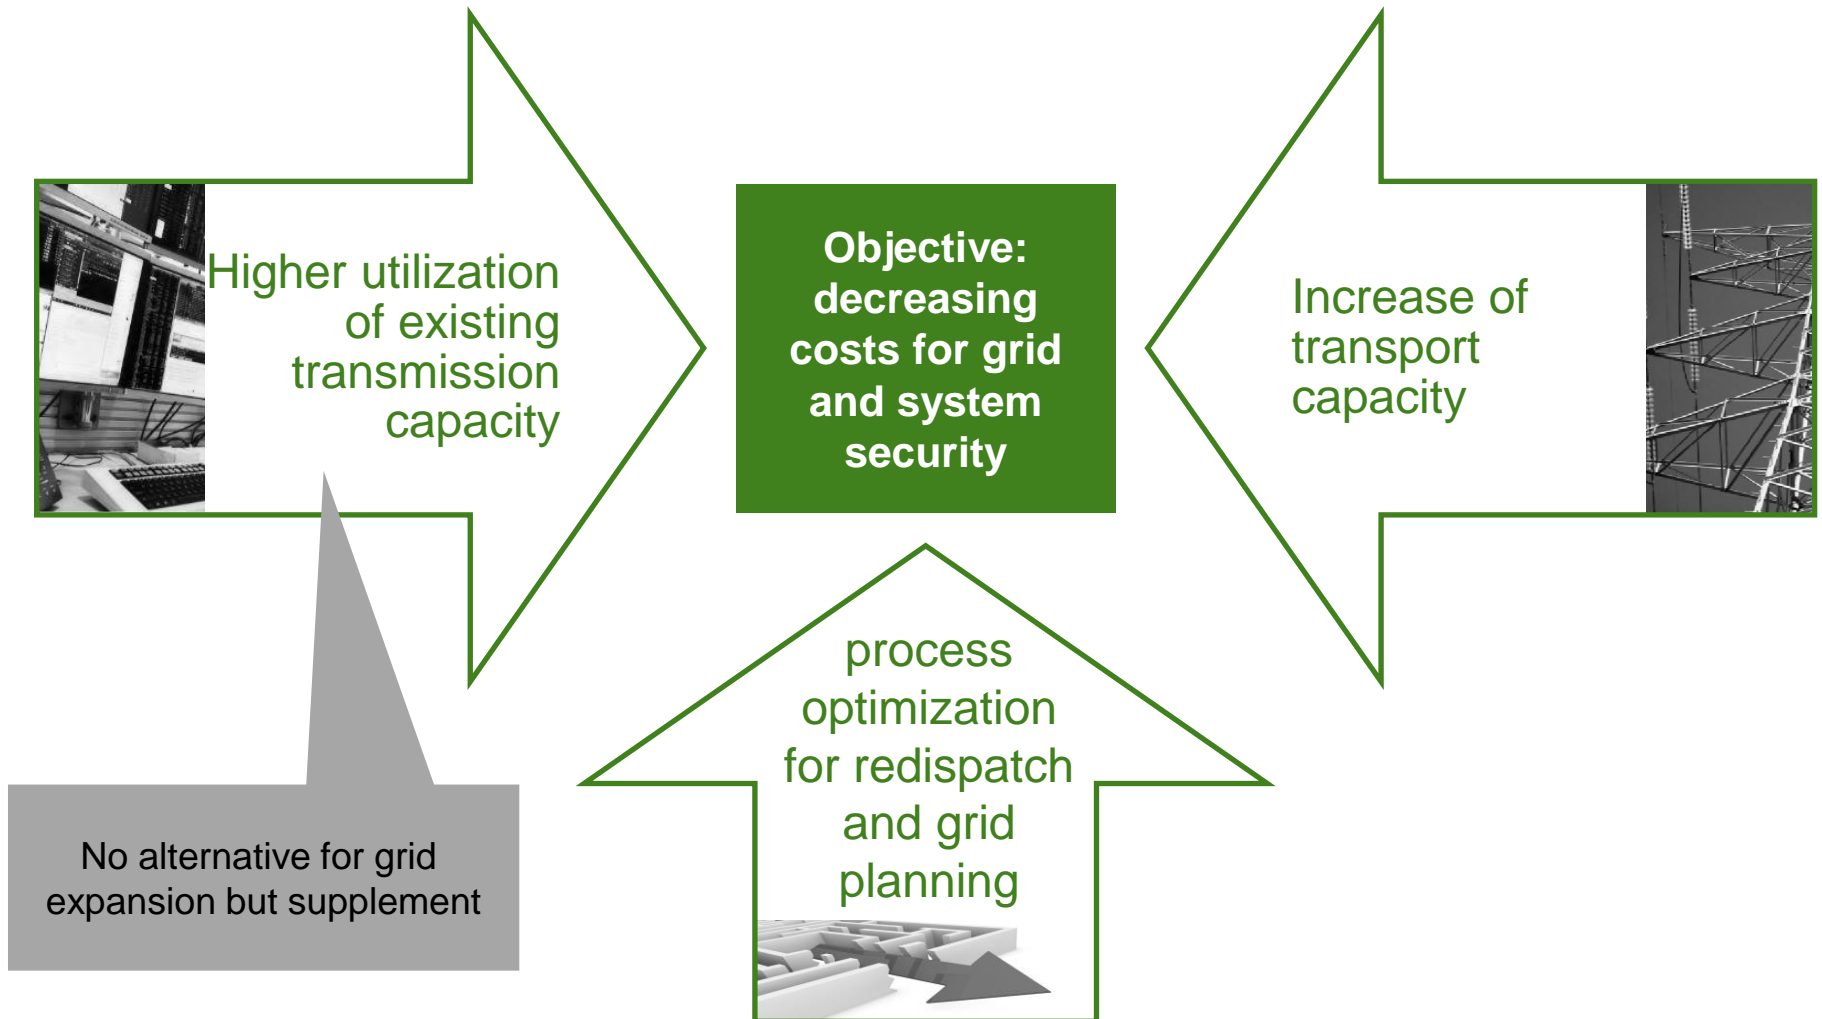 Higher utilization
of existing
transmission
capacity
Objective:
decreasing
costs for grid
and system
security
Increase of
transport
capacity
process
optimization
for redispatch
and grid
planning
No alternative for grid
expansion but supplement